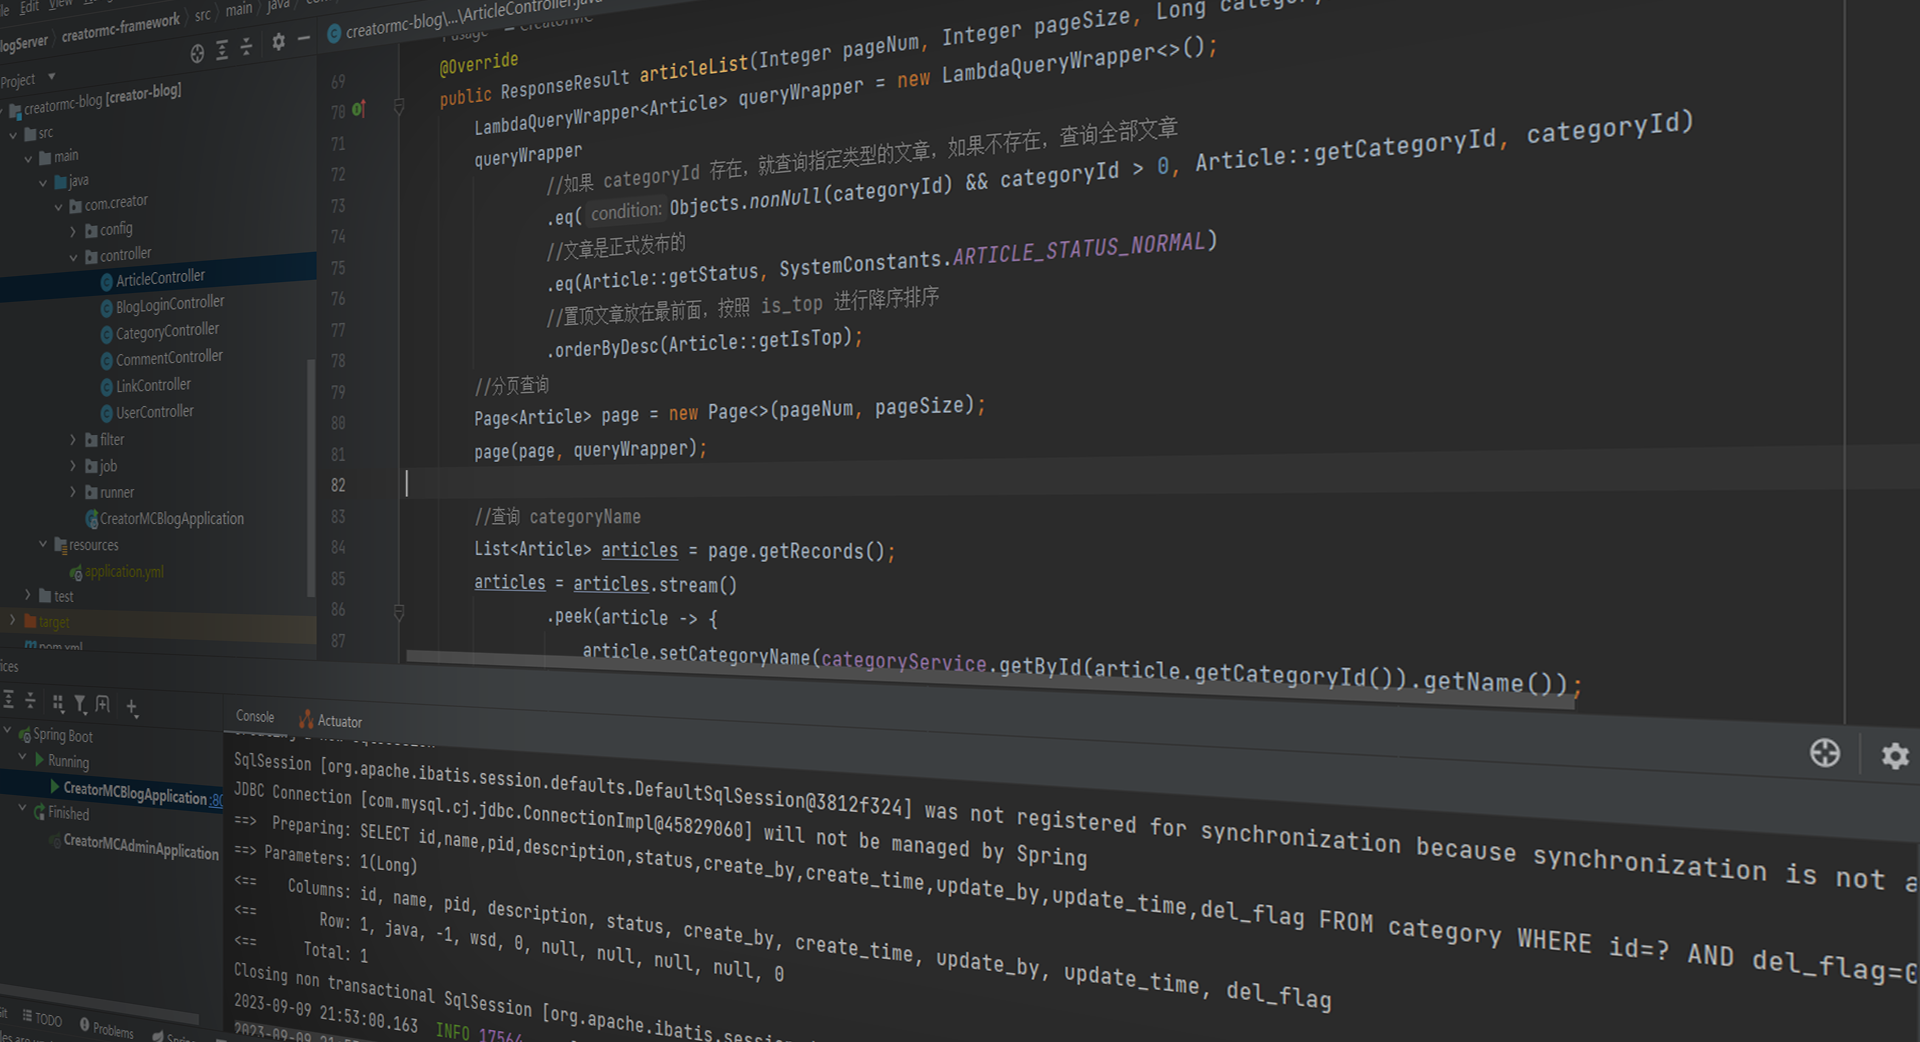 Edit View
BlogServer creatormc-framework src main java
Project
creatormc-blog [creator-blog]
src
main
java
com.creator
config
controller
ArticleController
BlogLoginController
CategoryController
CommentController
LinkController
UserController
filter
job
runner
CreatorMCBlogApplication
resources
application.yml
test
target
pom.xml
creatormc-blog\...\ArticleController.java
69 @Override
70 public ResponseResult articleList(Integer pageNum, Integer pageSize, Long
71 LambdaQueryWrapper<Article> queryWrapper = new LambdaQueryWrapper<>();
72 queryWrapper
73 //如果 categoryId 存在，就查询指定类型的文章，如果不存在，查询全部文章
74 .eq( condition: Objects.nonNull(categoryId) && categoryId > 0, Article::getCategoryId, categoryId)
75 //文章是正式发布的
76 .eq(Article::getStatus, SystemConstants.ARTICLE_STATUS_NORMAL)
77 //置顶文章放在最前面，按照 is_top 进行降序排序
78 .orderByDesc(Article::getIsTop);
79 //分页查询
80 Page<Article> page = new Page<>(pageNum, pageSize);
81 page(page, queryWrapper);
82
83 //查询 categoryName
84 List<Article> articles = page.getRecords();
85 articles = articles.stream()
86 .peek(article -> {
87 article.setCategoryName(categoryService.getById(article.getCategoryId()).getName());
Spring Boot
Running
CreatorMCBlogApplication :80
Finished
CreatorMCAdminApplication
Console Actuator
SqlSession [org.apache.ibatis.session.defaults.DefaultSqlSession@3812f324] was not registered for synchronization because synchronization is not a
JDBC Connection [com.mysql.cj.jdbc.ConnectionImpl@45829060] will not be managed by Spring
==> Preparing: SELECT id,name,pid,description,status,create_by,create_time,update_by,update_time,del_flag FROM category WHERE id=? AND del_flag=0
==> Parameters: 1(Long)
<== Columns: id, name, pid, description, status, create_by, create_time, update_by, update_time, del_flag
<== Row: 1, java, -1, wsd, 0, null, null, null, null, 0
<== Total: 1
Closing non transactional SqlSession [org.apache.ibatis.session
2023-09-09 21:53:00.163 INFO 17564
TODO Problems